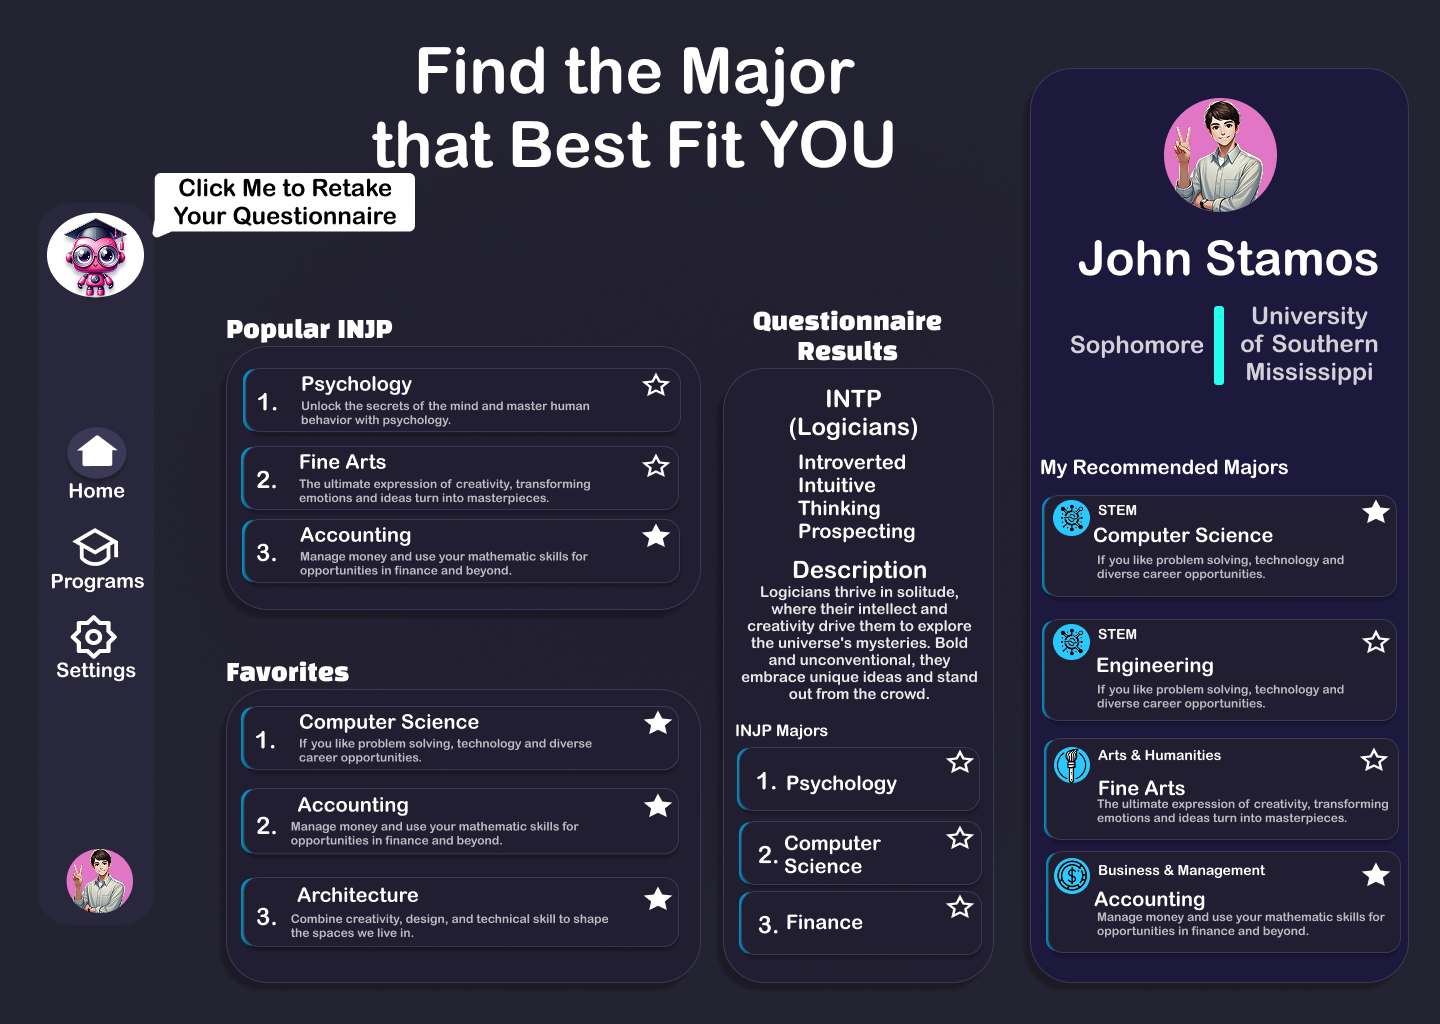 Find the Major
that Best Fit YOU
Click Me to Retake
Your Questionnaire
Home
Programs
Settings
Popular INJP
1.
Psychology
Unlock the secrets of the mind and master human
behavior with psychology.
2.
Fine Arts
The ultimate expression of creativity, transforming
emotions and ideas turn into masterpieces.
3.
Accounting
Manage money and use your mathematic skills for
opportunities in finance and beyond.
Favorites
1.
Computer Science
If you like problem solving, technology and diverse
career opportunities.
2.
Accounting
Manage money and use your mathematic skills for
opportunities in finance and beyond.
3.
Architecture
Combine creativity, design, and technical skill to shape
the spaces we live in.
Questionnaire
Results
INTP
(Logicians)
Introverted
Intuitive
Thinking
Prospecting
Description
Logicians thrive in solitude,
where their intellect and
creativity drive them to explore
the universe's mysteries. Bold
and unconventional, they
embrace unique ideas and stand
out from the crowd.
INJP Majors
1. Psychology
2. Computer
Science
3. Finance
John Stamos
Sophomore
University
of Southern
Mississippi
My Recommended Majors
STEM
Computer Science
If you like problem solving, technology and
diverse career opportunities.
STEM
Engineering
If you like problem solving, technology and
diverse career opportunities.
Arts & Humanities
Fine Arts
The ultimate expression of creativity, transforming
emotions and ideas turn into masterpieces.
Business & Management
Accounting
Manage money and use your mathematic skills for
opportunities in finance and beyond.